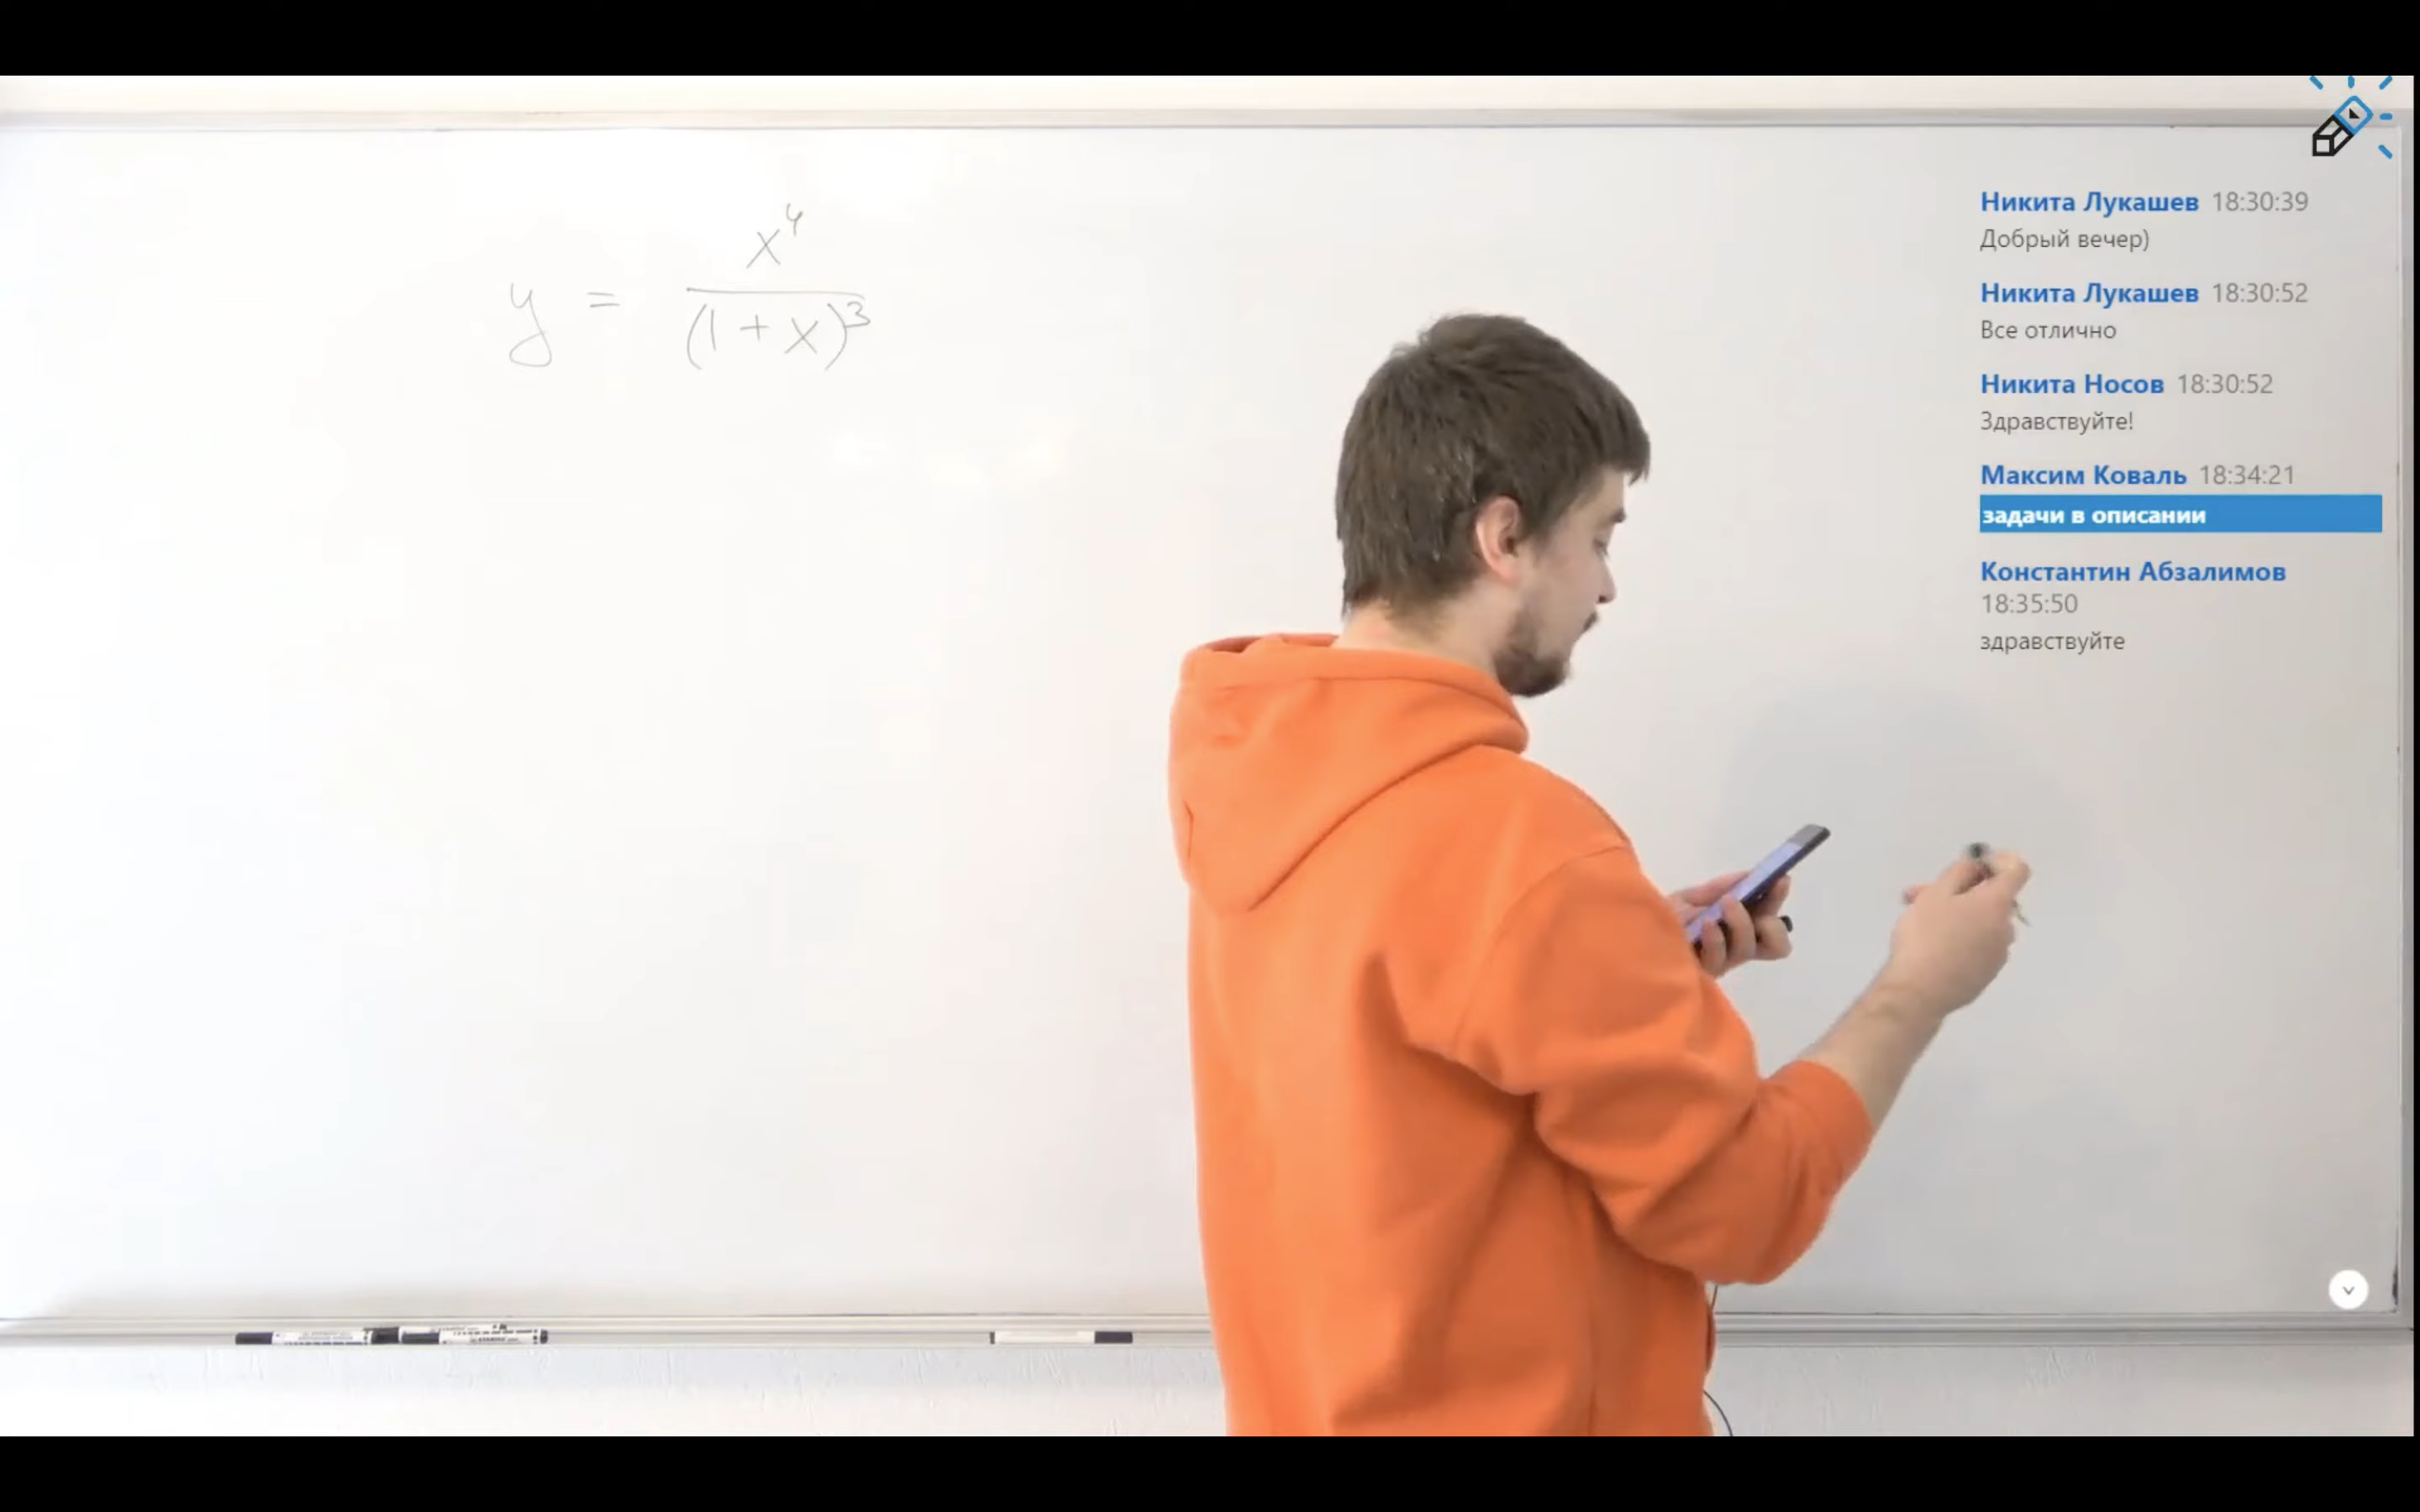 y = x⁴ / (1 + x)³
Никита Лукашев 18:30:39
Добрый вечер)
Никита Лукашев 18:30:52
Все отлично
Никита Носов 18:30:52
Здравствуйте!
Максим Коваль 18:34:21
задачи в описании
Константин Абзалимов
18:35:50
здравствуйте